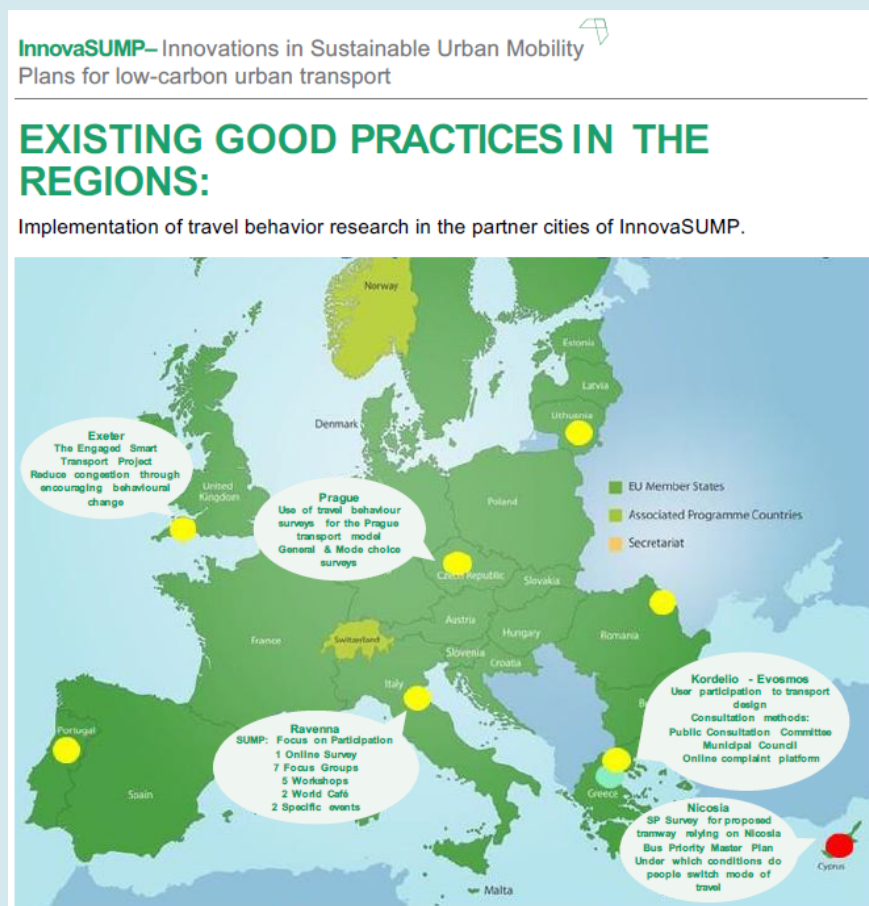 InnovaSUMP– Innovations in Sustainable Urban Mobility
Plans for low-carbon urban transport
EXISTING GOOD PRACTICES IN THE
REGIONS:
Implementation of travel behavior research in the partner cities of InnovaSUMP.
Norway
Estonia
Latvia
Lithuania
Denmark
Exeter
The Engaged Smart
Transport Project
Reduce congestion through
encouraging behavioural
change
United
Kingdom
Prague
Use of travel behaviour
surveys for the Prague
transport model
General & Mode choice
surveys
Poland
EU Member States
Associated Programme Countries
Secretariat
Czech Republic
Slovakia
Austria
Hungary
Romania
France
Switzerland
Slovenia
Croatia
Italy
Kordelio - Evosmos
User participation to transport
design
Consultation methods:
Public Consultation Committee
Municipal Council
Online complaint platform
Ravenna
SUMP: Focus on Participation
1 Online Survey
7 Focus Groups
5 Workshops
2 World Café
2 Specific events
Portugal
Spain
Greece
Nicosia
SP Survey for proposed
tramway relying on Nicosia
Bus Priority Master Plan
Under which conditions do
people switch mode of
travel
Cyprus
Malta